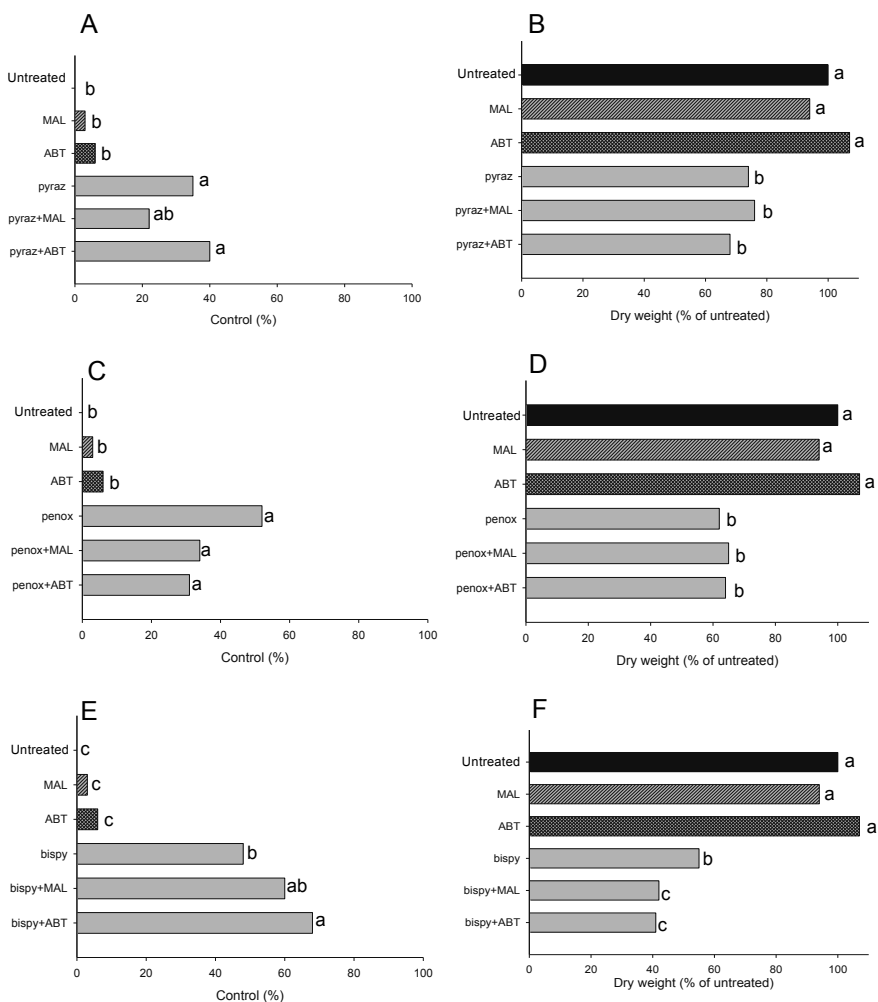 A
Untreated b
MAL b
ABT b
pyraz a
pyraz+MAL ab
pyraz+ABT a
0 20 40 60 80 100
Control (%)
B
Untreated a
MAL a
ABT a
pyraz b
pyraz+MAL b
pyraz+ABT b
0 20 40 60 80 100
Dry weight (% of untreated)
C
Untreated b
MAL b
ABT b
penox a
penox+MAL a
penox+ABT a
0 20 40 60 80 100
Control (%)
D
Untreated a
MAL a
ABT a
penox b
penox+MAL b
penox+ABT b
0 20 40 60 80 100
Dry weight (% of untreated)
E
Untreated c
MAL c
ABT c
bispy b
bispy+MAL ab
bispy+ABT a
0 20 40 60 80 100
Control (%)
F
Untreated a
MAL a
ABT a
bispy b
bispy+MAL c
bispy+ABT c
0 20 40 60 80 100
Dry weight (% of untreated)